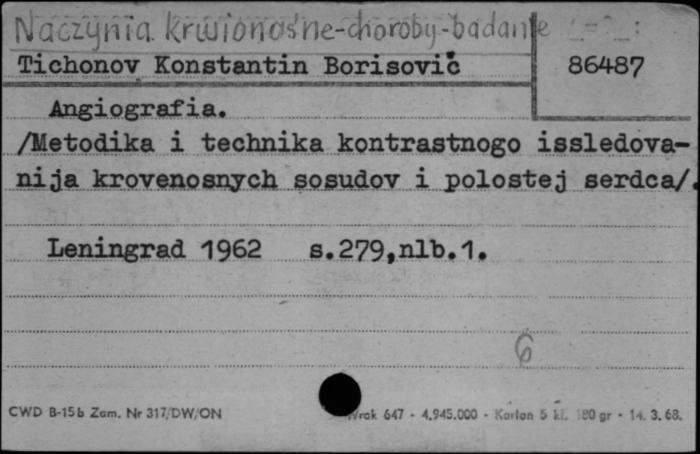 Naczynia krwionośne-choroby-badanie
Tichonov Konstantin Borisovič 86487
Angiografia.
/Metodika i technika kontrastnogo issledova-
nija krovenosnych sosudov i polostej serdca/.
Leningrad 1962 s.279,nlb.1.
6
CWD B-15b Zam. Nr 317/DW/ON 647 - 4.945.000 - Karton 5 kl. 180 gr - 14. 3. 68.